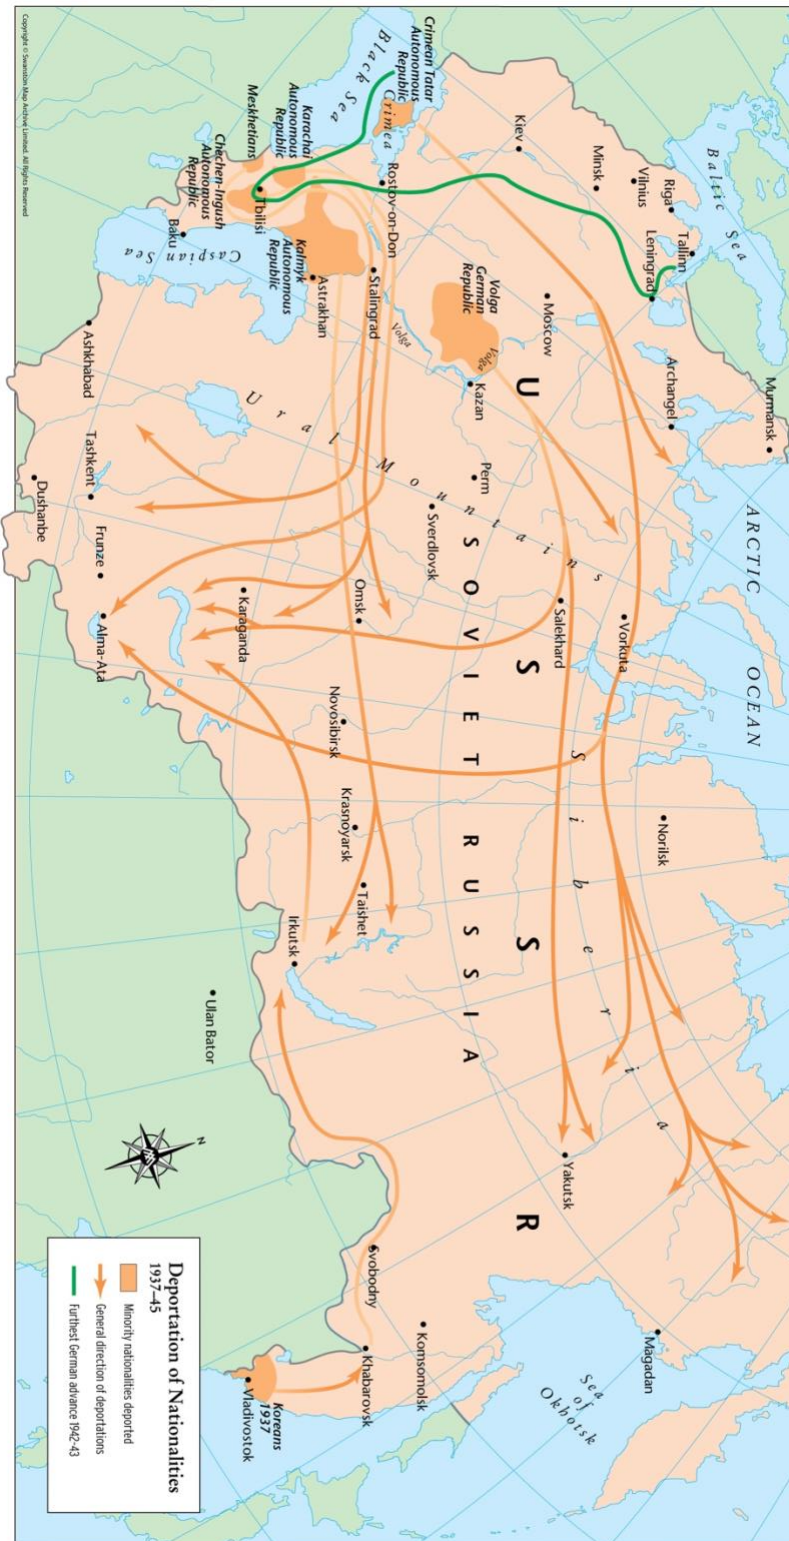 ARCTIC
OCEAN
Baltic Sea
Murmansk
Tallinn
Riga
Leningrad
Vilnius
Minsk
Archangel
Kiev
Moscow
Vorkuta
Norilsk
Salekhard
Siberia
Yakutsk
Magadan
Sea
of
Okhotsk
USSR
SOVIET RUSSIA
Volga
German
Republic
Volga
Kazan
Perm
Ural Mountains
Sverdlovsk
Crimean Tatar
Autonomous
Republic
Crimea
Black
Sea
Rostov-on-Don
Stalingrad
Volga
Omsk
Novosibirsk
Krasnoyarsk
Taishet
Irkutsk
Svobodny
Khabarovsk
Komsomolsk
Karachai
Autonomous
Republic
Meskhetians
Tbilisi
Chechen-Ingush
Autonomous
Republic
Kalmyk
Autonomous
Republic
Astrakhan
Baku
Caspian Sea
Karaganda
Ashkhabad
Tashkent
Dushanbe
Frunze
Alma-Ata
Ulan Bator
Koreans
1937
Vladivostok
N
Deportation of Nationalities
1937–45
Minority nationalities deported
General direction of deportations
Furthest German advance 1942-43
Copyright © Swanston Map Archive Limited. All Rights Reserved